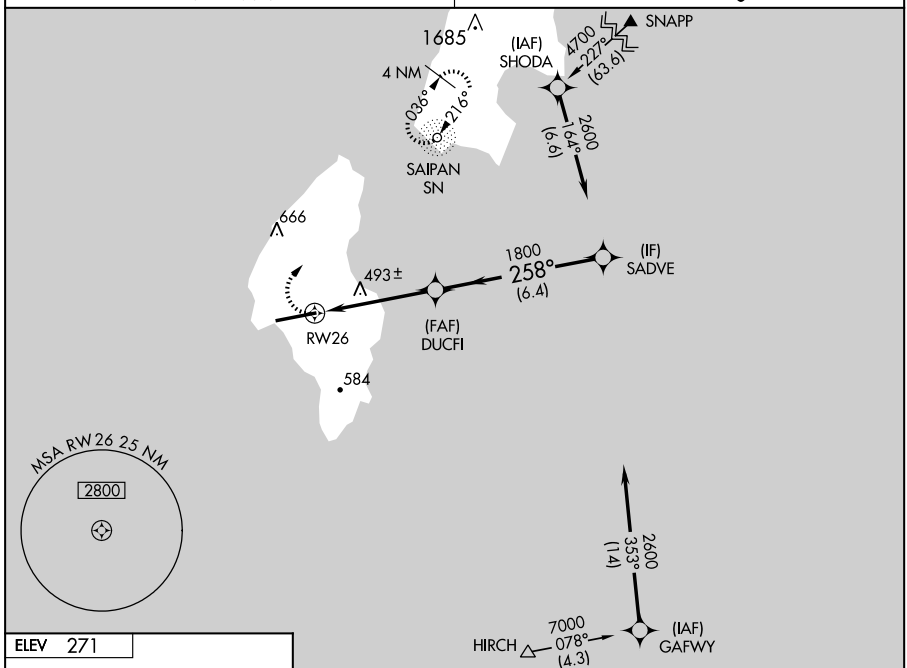 1685
SNAPP
(IAF)
SHODA
4700
227°
(63.6)
4 NM
036°
216°
2600
164°
(6.6)
SAIPAN
SN
666
1800
258°
(6.4)
(IF)
SADVE
493±
(FAF)
DUCFI
RW26
584
MSA RW26 25 NM
2800
2600
353°
(14)
ELEV 271
HIRCH
7000
078°
(4.3)
(IAF)
GAFWY